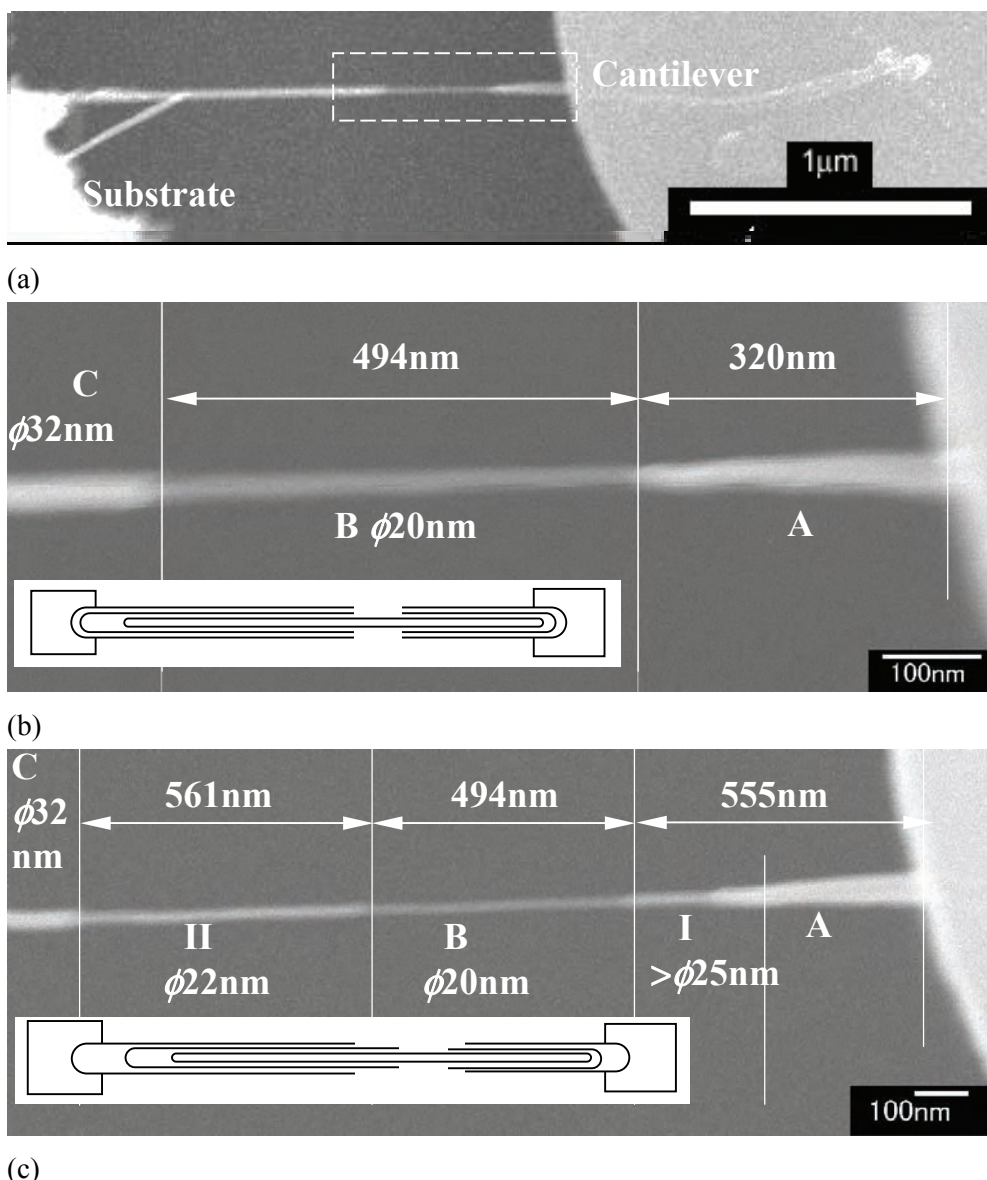 Cantilever
1μm
Substrate
(a)
494nm 320nm
C
ϕ32nm
B ϕ20nm A
100nm
(b)
C
ϕ32
nm
561nm 494nm 555nm
II B I A
ϕ22nm ϕ20nm >ϕ25nm
100nm
(c)